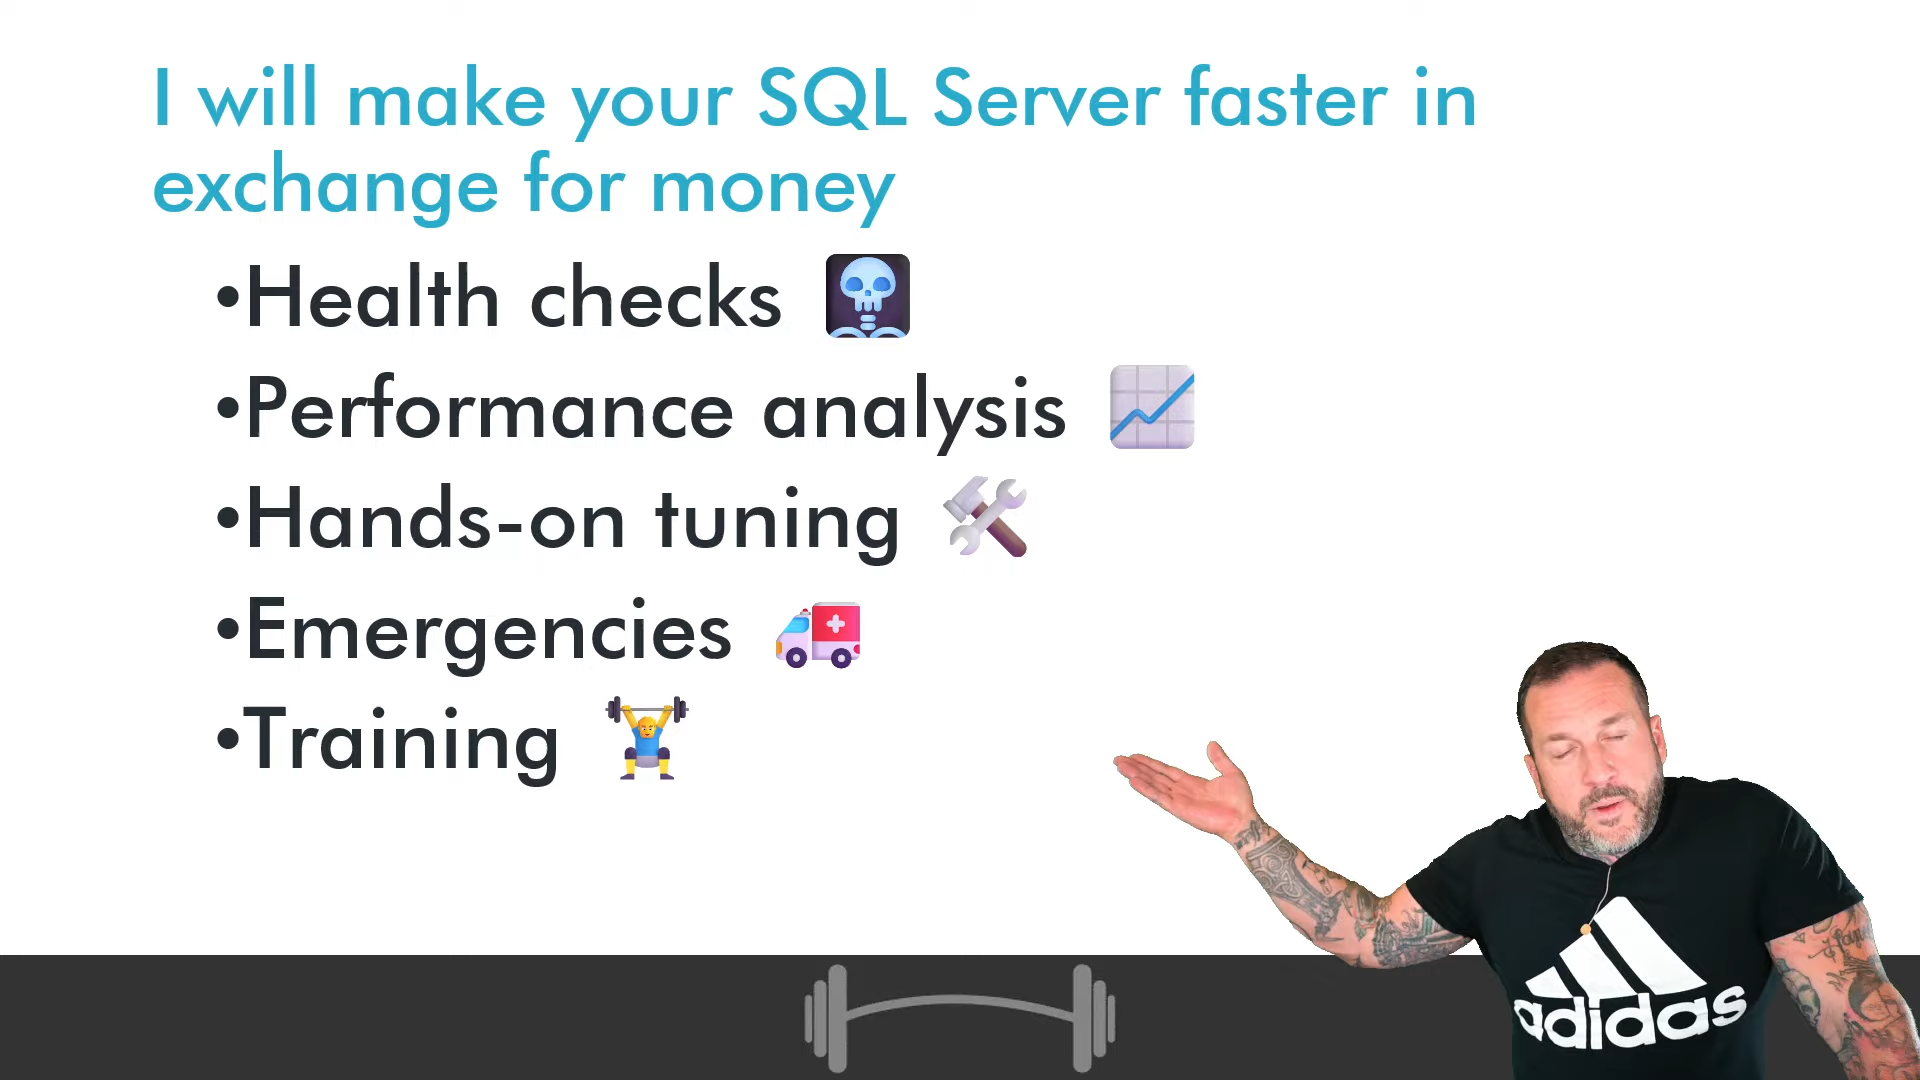 I will make your SQL Server faster in
exchange for money
•Health checks
•Performance analysis
•Hands-on tuning
•Emergencies
•Training
adidas